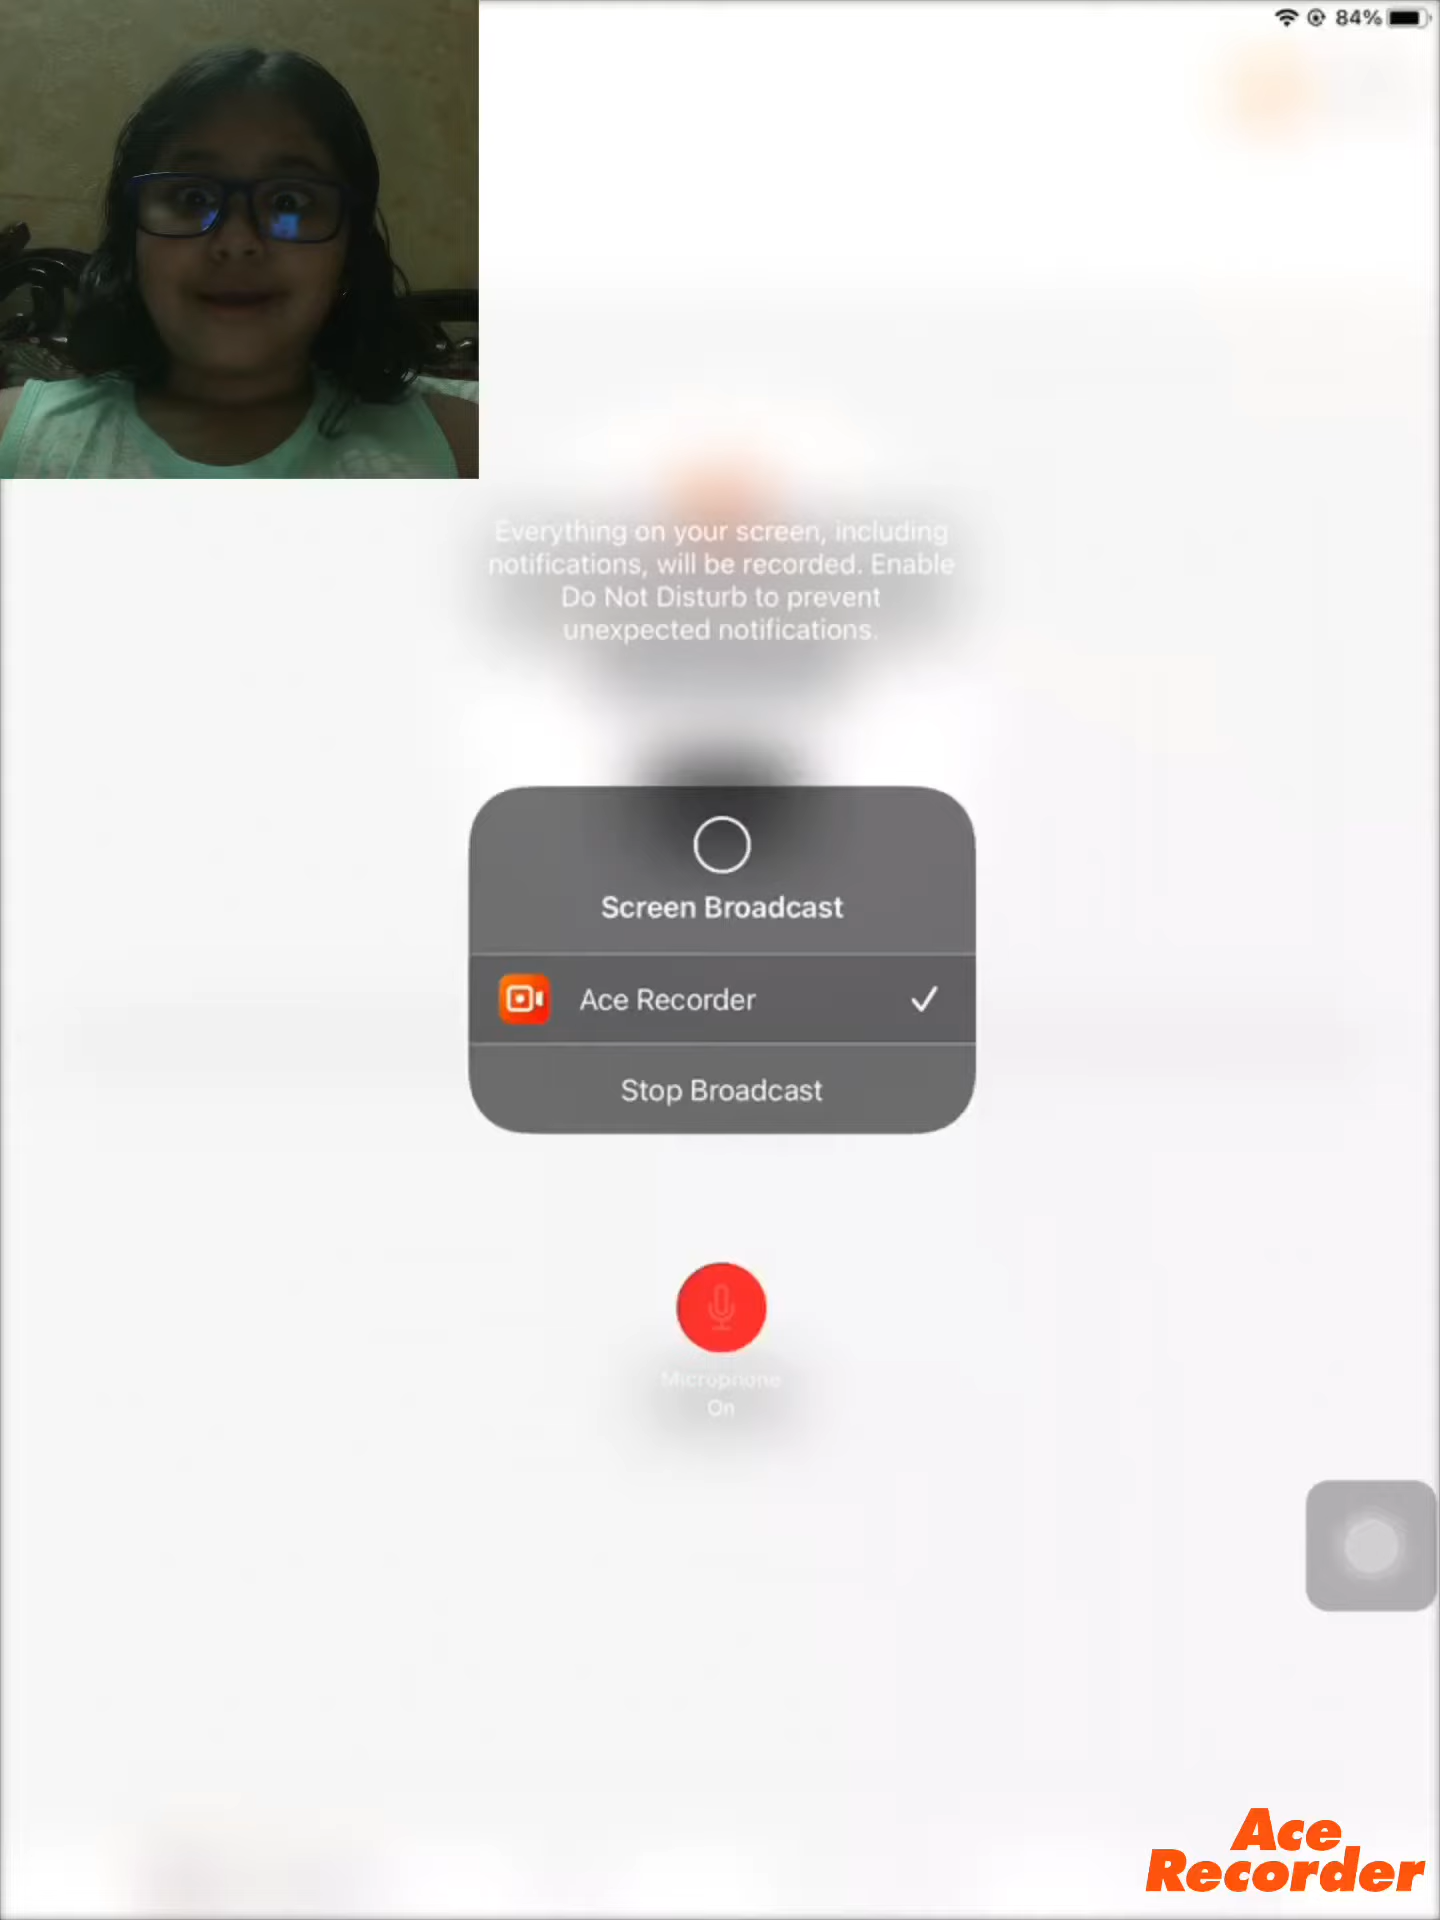 84%
Everything on your screen, including
notifications, will be recorded. Enable
Do Not Disturb to prevent
unexpected notifications.
Screen Broadcast
Ace Recorder
Stop Broadcast
Microphone
On
Ace
Recorder